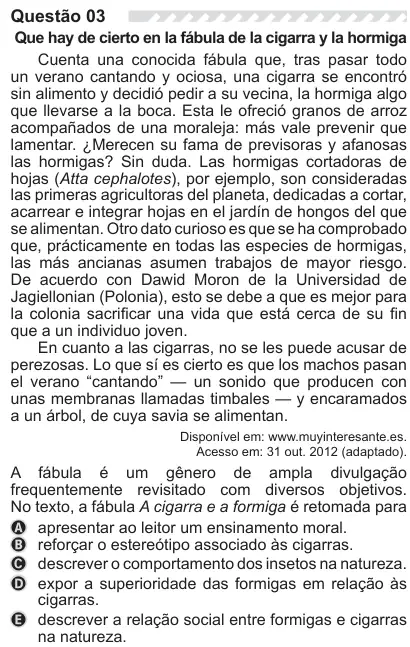 Questão 03
Que hay de cierto en la fábula de la cigarra y la hormiga
Cuenta una conocida fábula que, tras pasar todo
un verano cantando y ociosa, una cigarra se encontró
sin alimento y decidió pedir a su vecina, la hormiga algo
que llevarse a la boca. Esta le ofreció granos de arroz
acompañados de una moraleja: más vale prevenir que
lamentar. ¿Merecen su fama de previsoras y afanosas
las hormigas? Sin duda. Las hormigas cortadoras de
hojas (Atta cephalotes), por ejemplo, son consideradas
las primeras agricultoras del planeta, dedicadas a cortar,
acarrear e integrar hojas en el jardín de hongos del que
se alimentan. Otro dato curioso es que se ha comprobado
que, prácticamente en todas las especies de hormigas,
las más ancianas asumen trabajos de mayor riesgo.
De acuerdo con Dawid Moron de la Universidad de
Jagiellonian (Polonia), esto se debe a que es mejor para
la colonia sacrificar una vida que está cerca de su fin
que a un individuo joven.
En cuanto a las cigarras, no se les puede acusar de
perezosas. Lo que sí es cierto es que los machos pasan
el verano “cantando” — un sonido que producen con
unas membranas llamadas timbales — y encaramados
a un árbol, de cuya savia se alimentan.
Disponível em: www.muyinteresante.es.
Acesso em: 31 out. 2012 (adaptado).
A fábula é um gênero de ampla divulgação
frequentemente revisitado com diversos objetivos.
No texto, a fábula A cigarra e a formiga é retomada para
A apresentar ao leitor um ensinamento moral.
B reforçar o estereótipo associado às cigarras.
C descrever o comportamento dos insetos na natureza.
D expor a superioridade das formigas em relação às
cigarras.
E descrever a relação social entre formigas e cigarras
na natureza.